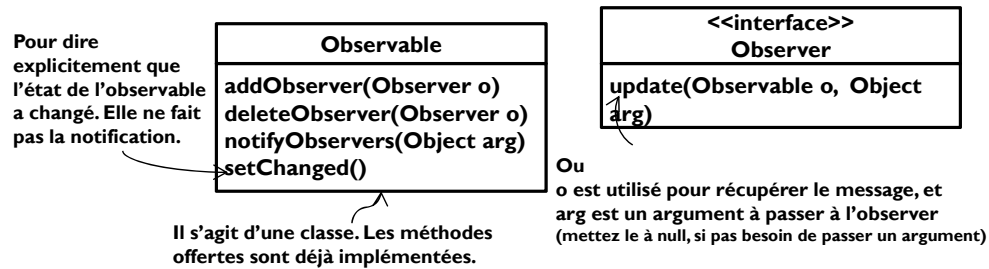 Pour dire
explicitement que
l'état de l'observable
a changé. Elle ne fait
pas la notification.
Observable
addObserver(Observer o)
deleteObserver(Observer o)
notifyObservers(Object arg)
setChanged()
Il s'agit d'une classe. Les méthodes
offertes sont déjà implémentées.
<<interface>>
Observer
update(Observable o, Object
arg)
Ou
o est utilisé pour récupérer le message, et
arg est un argument à passer à l'observer
(mettez le à null, si pas besoin de passer un argument)